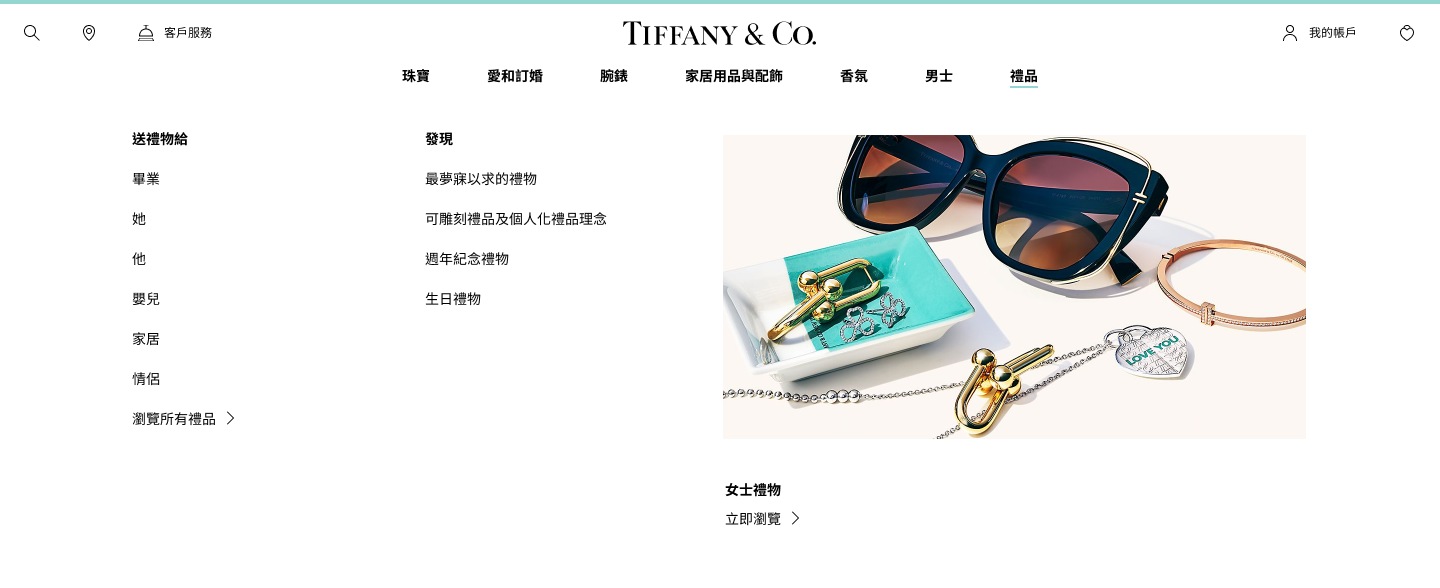 客戶服務
TIFFANY & CO.
我的帳戶
珠寶 愛和訂婚 腕錶 家居用品與配飾 香氛 男士 禮品
送禮物給
畢業
她
他
嬰兒
家居
情侶
瀏覽所有禮品
發現
最夢寐以求的禮物
可雕刻禮品及個人化禮品理念
週年紀念禮物
生日禮物
LOVE YOU
女士禮物
立即瀏覽